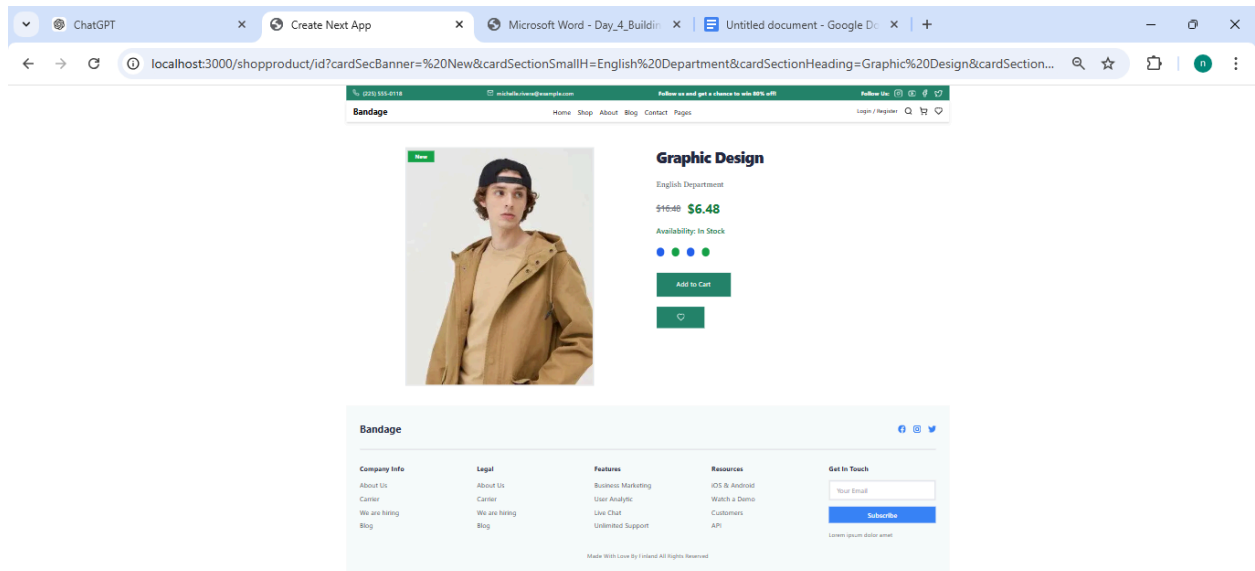 ChatGPT
Create Next App
Microsoft Word - Day_4_Buildin
Untitled document - Google Do
localhost:3000/shopproduct/id?cardSecBanner=%20New&cardSectionSmallH=English%20Department&cardSectionHeading=Graphic%20Design&cardSection...
n
(225) 555-0118 michelle.rivera@example.com Follow us and get a chance to win 80% off! Follow Us:
Bandage Home Shop About Blog Contact Pages Login / Register
New
Graphic Design
English Department
$16.48 $6.48
Availability: In Stock
Add to Cart
Bandage
Company Info Legal Features Resources Get In Touch
About Us About Us Business Marketing iOS & Android Your Email
Carrier Carrier User Analytic Watch a Demo
We are hiring We are hiring Live Chat Customers Subscribe
Blog Blog Unlimited Support API
Lorem ipsum dolor amet
Made With Love By Finland All Rights Reserved